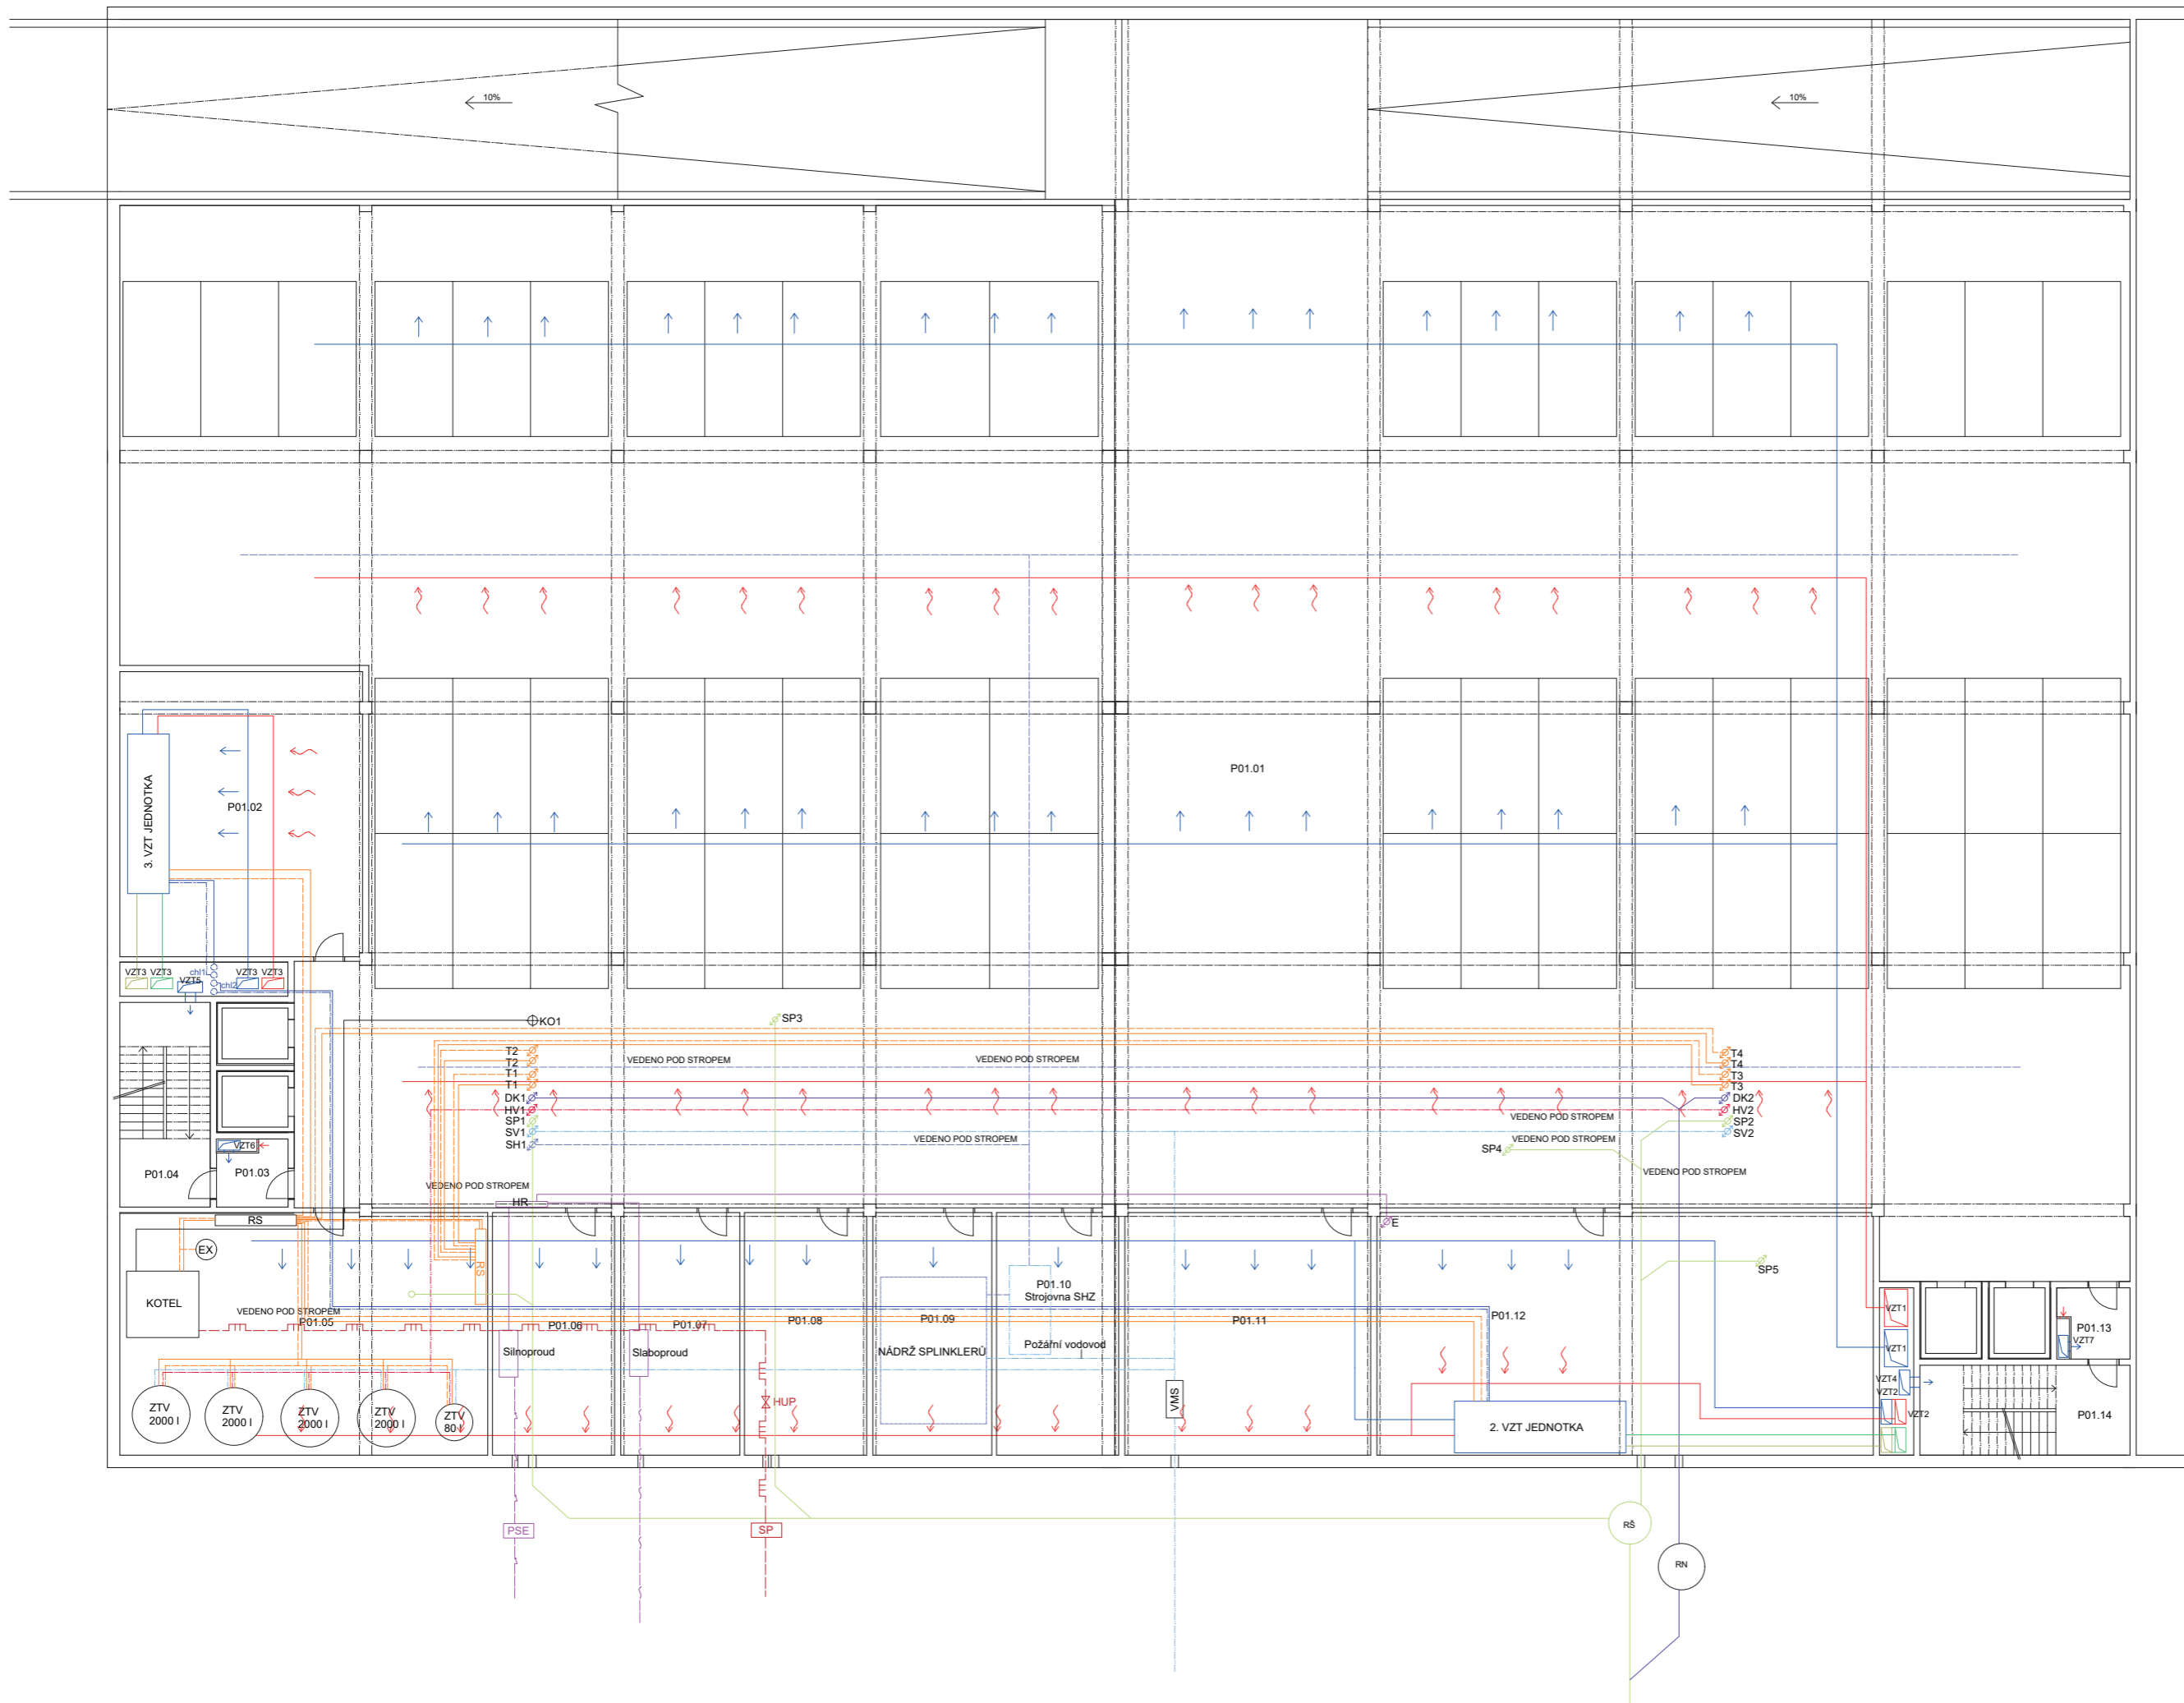 10%
10%
P01.01
3. VZT JEDNOTKA
P01.02
VZT3
VZT3
chl1
VZT5
chl2
VZT3
VZT3
KO1
SP3
T2
T2
T1
T1
DK1
HV1
SP1
SV1
SH1
VEDENO POD STROPEM
VEDENO POD STROPEM
T4
T4
T3
T3
DK2
HV2
SP2
SV2
VEDENO POD STROPEM
VEDENO POD STROPEM
VEDENO POD STROPEM
SP4
VEDENO POD STROPEM
VZT6
P01.04
P01.03
VEDENO POD STROPEM
HR
RS
E
EX
RS
SP5
KOTEL
VEDENO POD STROPEM
P01.05
P01.06
P01.07
P01.08
P01.09
P01.10
Strojovna SHZ
P01.11
P01.12
VZT1
VZT1
P01.13
VZT7
Silnoproud
Slaboproud
NÁDRŽ SPLINKLERŮ
Požární vodovod
VZT4
VZT2
VZT2
VMS
HUP
ZTV
2000 l
ZTV
2000 l
ZTV
2000 l
ZTV
2000 l
ZTV
80 l
2. VZT JEDNOTKA
P01.14
PSE
SP
RŠ
RN